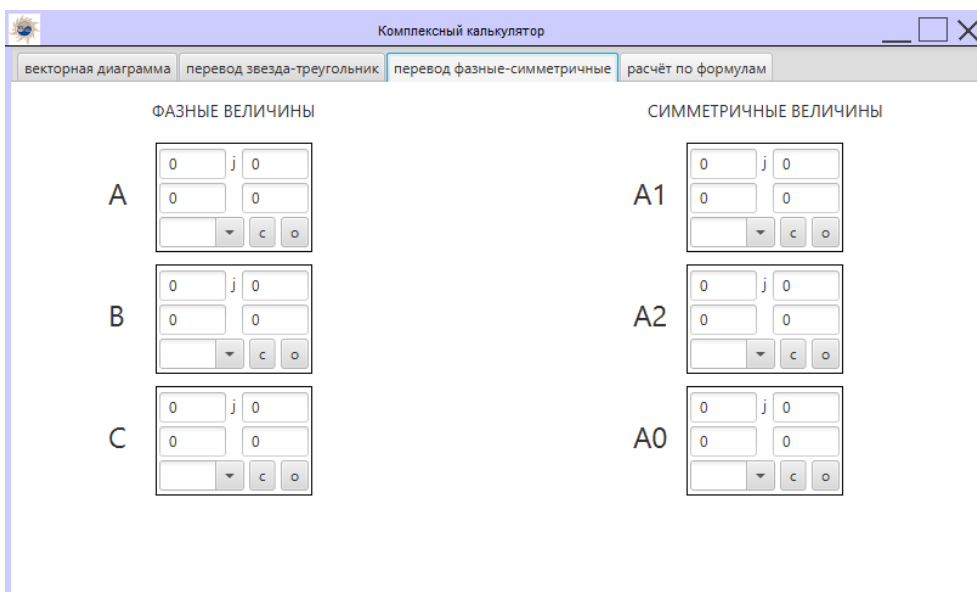 Комплексный калькулятор
векторная диаграмма перевод звезда-треугольник перевод фазные-симметричные расчёт по формулам
ФАЗНЫЕ ВЕЛИЧИНЫ СИММЕТРИЧНЫЕ ВЕЛИЧИНЫ
0 j 0 0 j 0
A 0 0 A1 0 0
c o c o
0 j 0 0 j 0
B 0 0 A2 0 0
c o c o
0 j 0 0 j 0
C 0 0 A0 0 0
c o c o